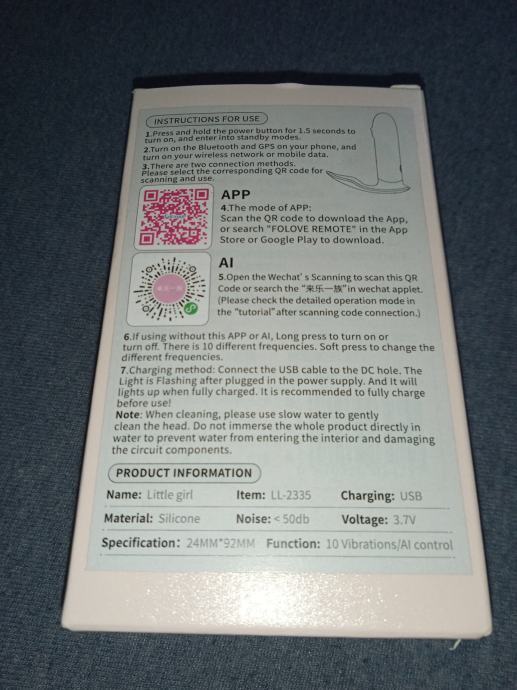 INSTRUCTIONS FOR USE
1.Press and hold the power button for 1.5 seconds to
turn on, and enter into standby modes.
2.Turn on the Bluetooth and GPS on your phone, and
turn on your wireless network or mobile data.
3.There are two connection methods.
Please select the corresponding QR code for
scanning and use.
APP
4.The mode of APP:
Scan the QR code to download the App,
or search "FOLOVE REMOTE" in the App
Store or Google Play to download.
AI
5.Open the Wechat's Scanning to scan this QR
Code or search the "来乐一族" in wechat applet.
(Please check the detailed operation mode in
the "tutorial" after scanning code connection.)
来乐一族
6.If using without this APP or AI, Long press to turn on or
turn off. There is 10 different frequencies. Soft press to change the
different frequencies.
7.Charging method: Connect the USB cable to the DC hole. The
Light is Flashing after plugged in the power supply. And it will
lights up when fully charged. It is recommended to fully charge
before use!
Note: When cleaning, please use slow water to gently
clean the head. Do not immerse the whole product directly in
water to prevent water from entering the interior and damaging
the circuit components.
PRODUCT INFORMATION
Name: Little girl Item: LL-2335 Charging: USB
Material: Silicone Noise: <50db Voltage: 3.7V
Specification: 24MM*92MM Function: 10 Vibrations/AI control